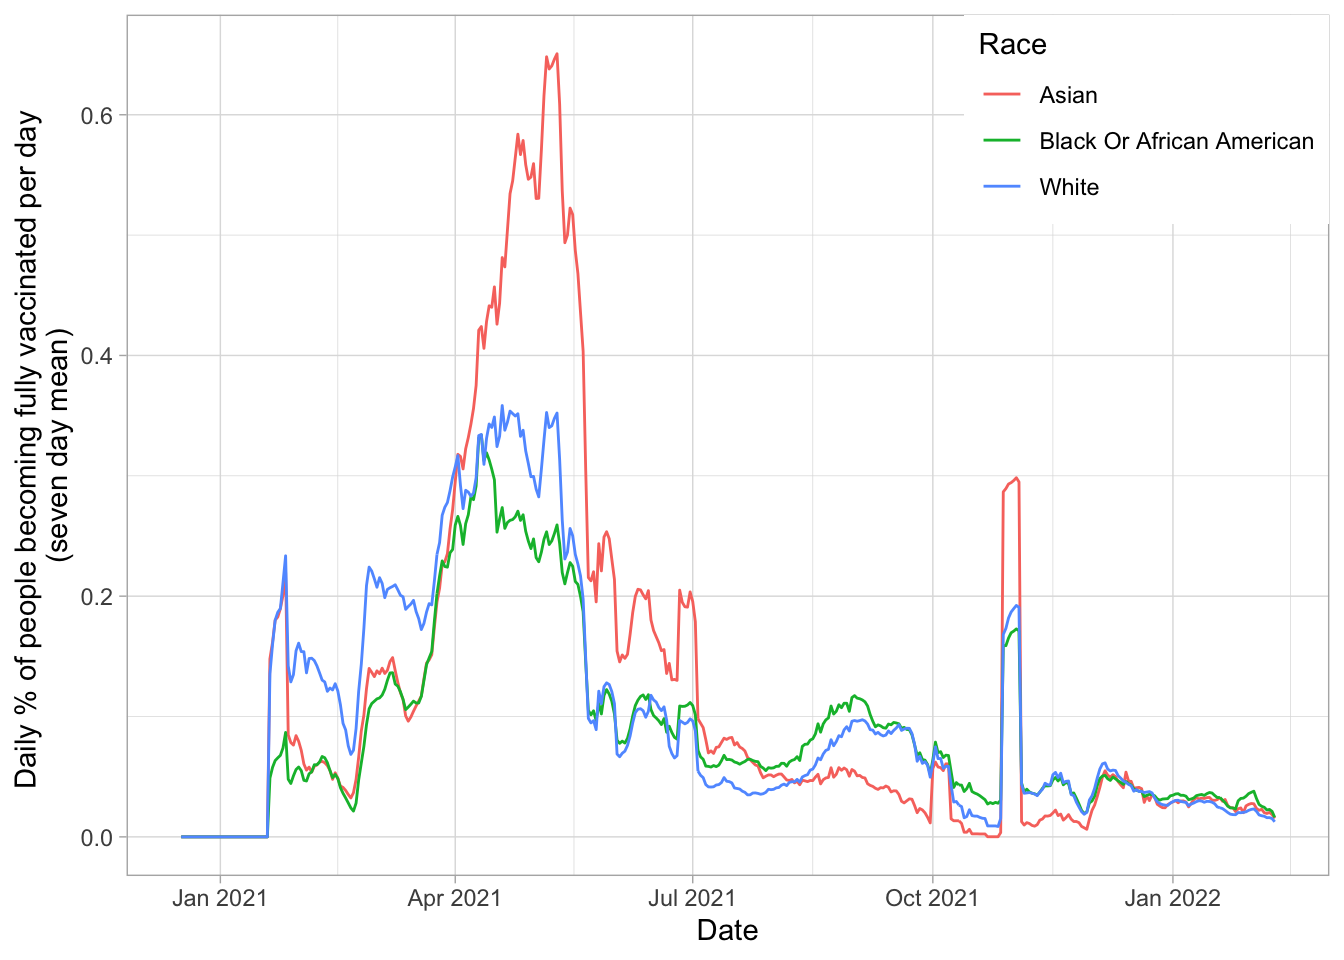 Race
Asian
Black Or African American
White
Daily % of people becoming fully vaccinated per day
(seven day mean)
0.6
0.4
0.2
0.0
Jan 2021
Apr 2021
Jul 2021
Oct 2021
Jan 2022
Date